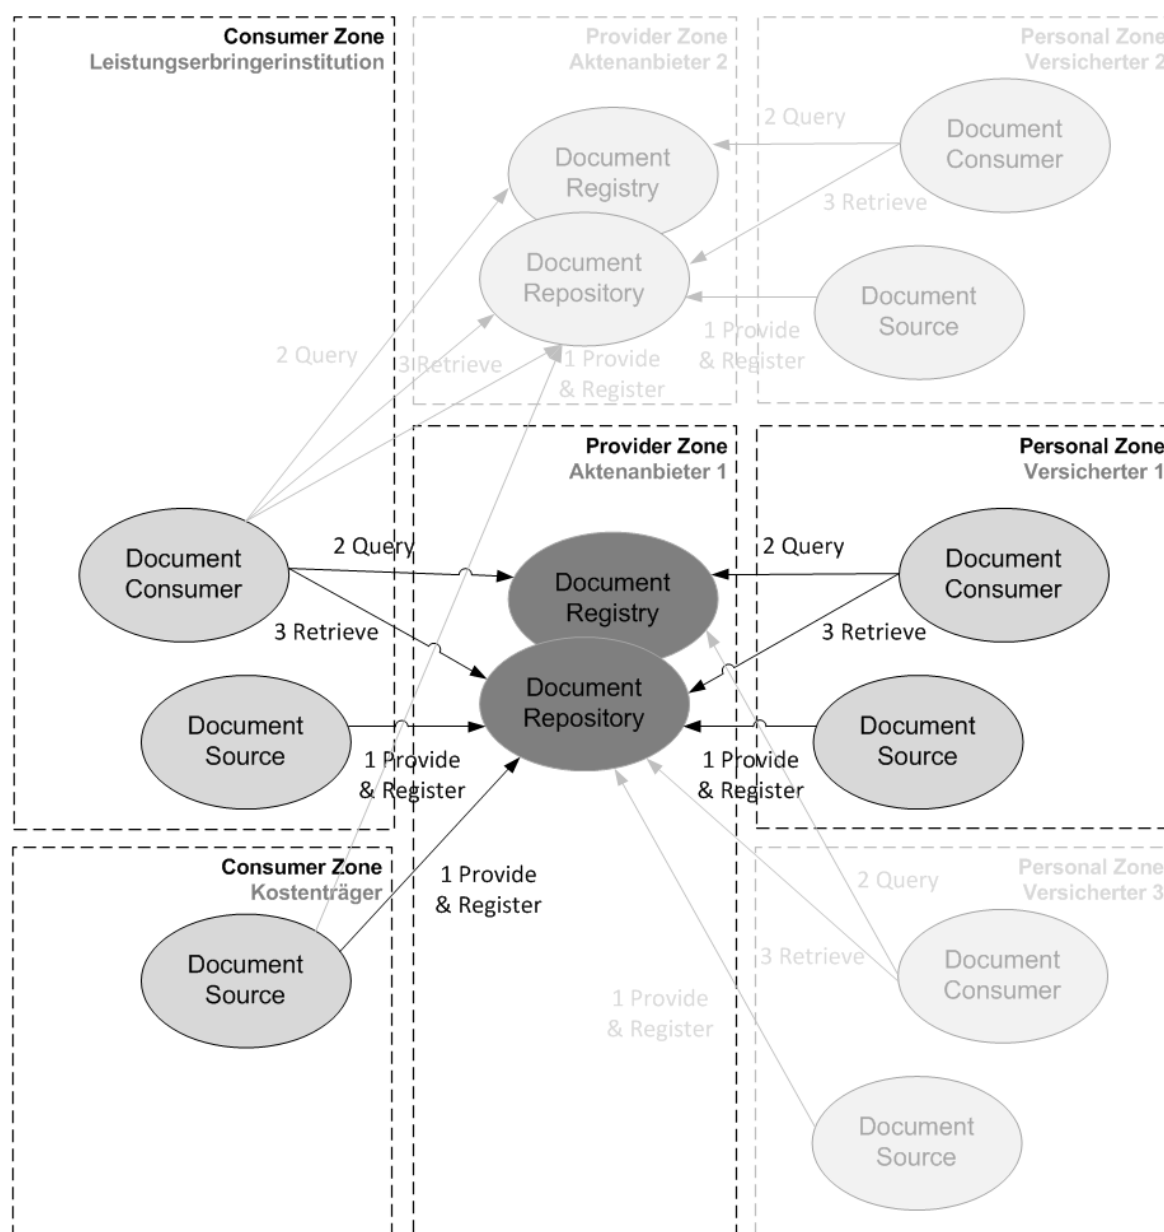 Consumer Zone
Leistungserbringerinstitution
Provider Zone
Aktenanbieter 2
Personal Zone
Versicherter 2
Document
Registry
Document
Repository
2 Query
Document
Consumer
3 Retrieve
Document
Source
1 Provide
& Register
2 Query
3 Retrieve
1 Provide
& Register
Provider Zone
Aktenanbieter 1
Personal Zone
Versicherter 1
Document
Consumer
2 Query
3 Retrieve
Document
Source
1 Provide
& Register
Document
Registry
Document
Repository
2 Query
Document
Consumer
3 Retrieve
Document
Source
1 Provide
& Register
Consumer Zone
Kostenträger
Document
Source
1 Provide
& Register
Personal Zone
Versicherter 3
2 Query
3 Retrieve
Document
Consumer
1 Provide
& Register
Document
Source